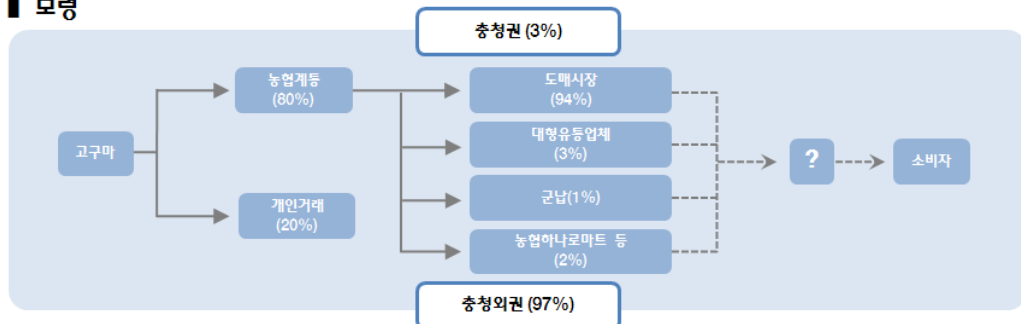 보령
충청권 (3%)
농협계통
(80%)
도매시장
(94%)
대형유통업체
(3%)
고구마
?
소비자
개인거래
(20%)
군납(1%)
농협하나로마트 등
(2%)
충청외권 (97%)